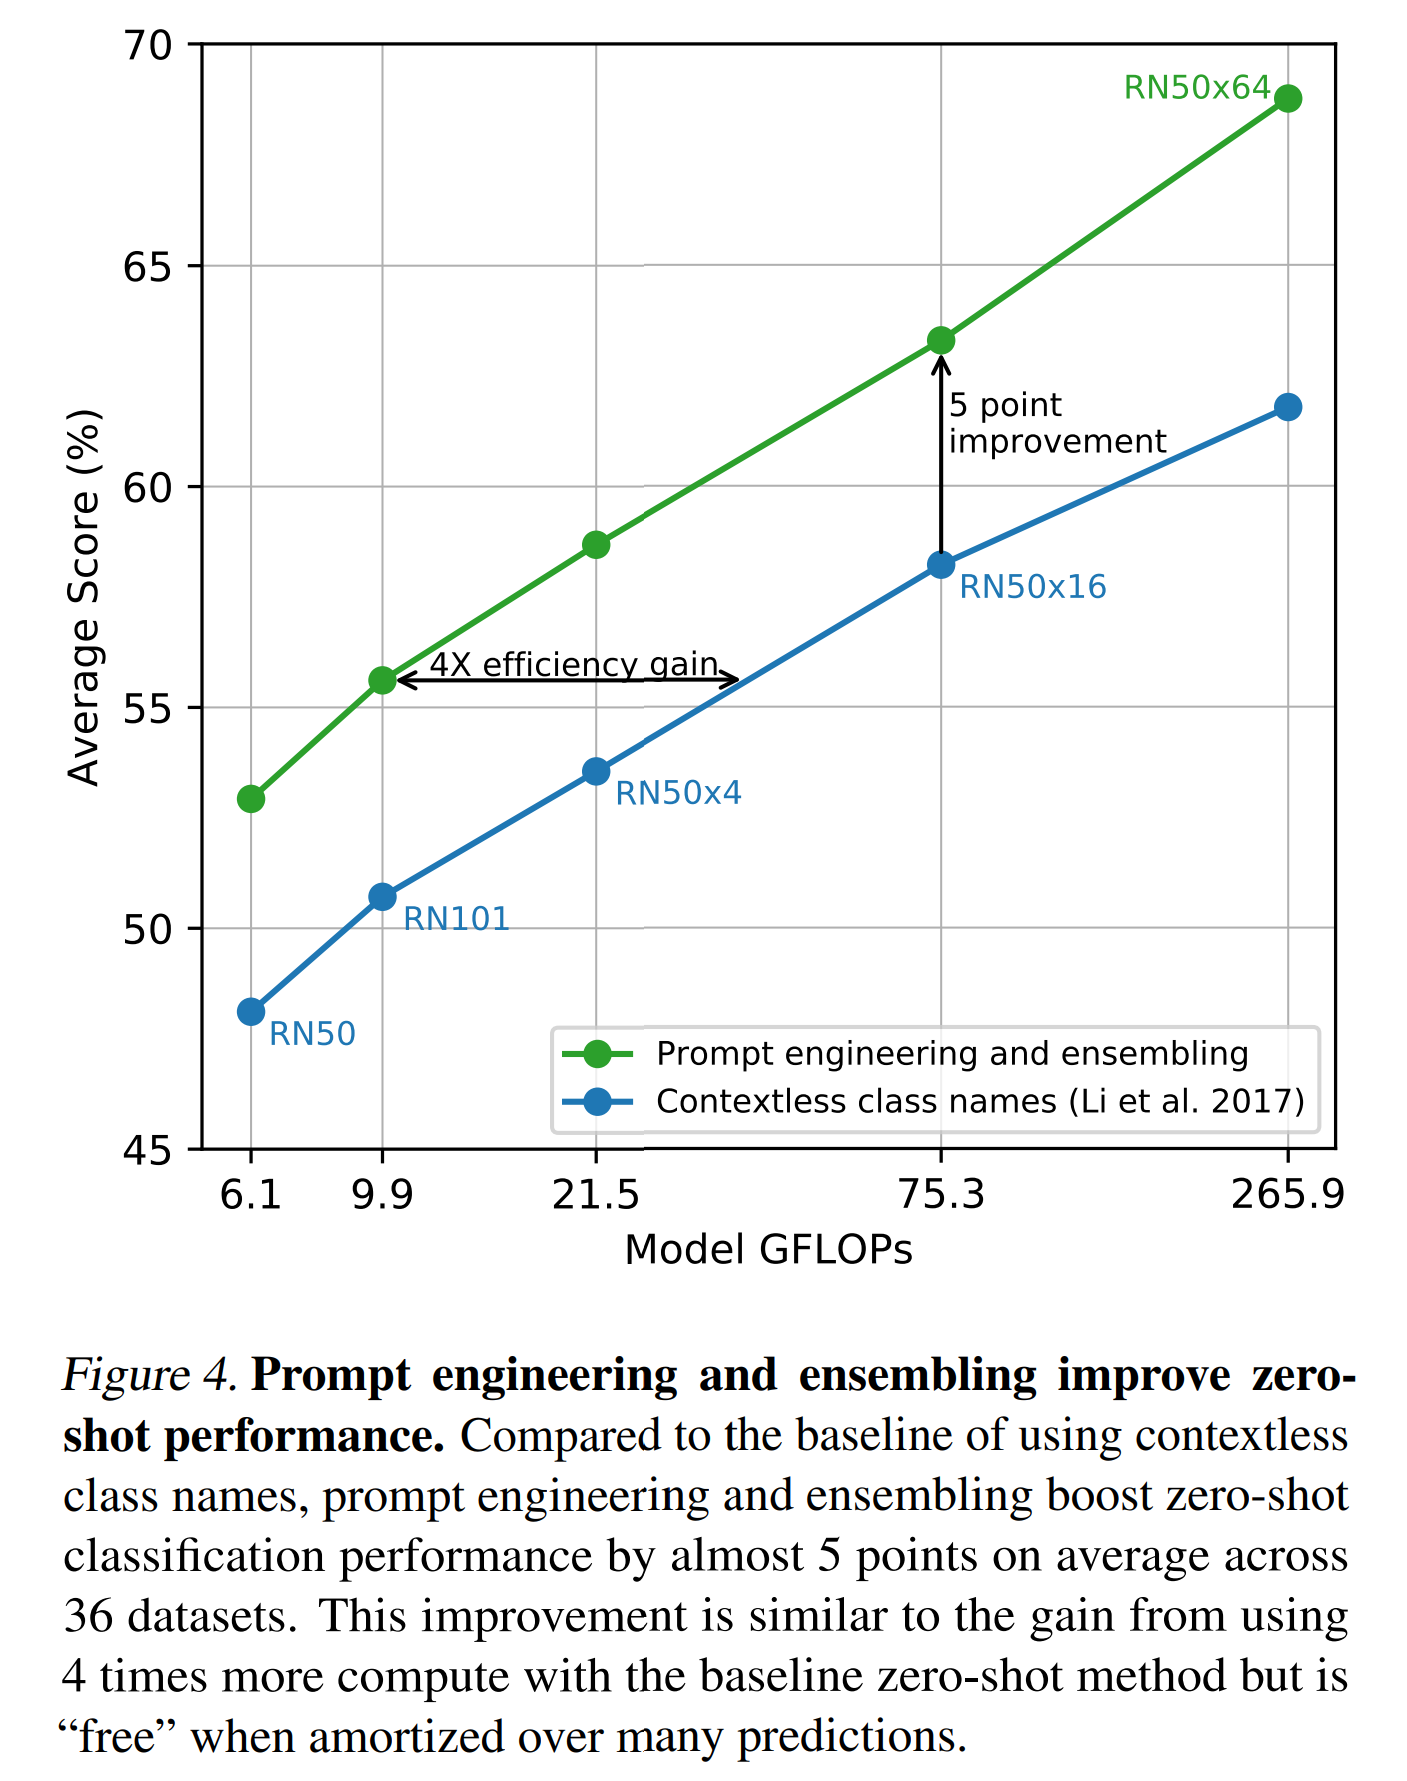 70
RN50x64
65
5 point
improvement
60
Average Score (%)
RN50x16
4X efficiency gain
55
RN50x4
50
RN101
RN50
Prompt engineering and ensembling
Contextless class names (Li et al. 2017)
45
6.1 9.9 21.5 75.3 265.9
Model GFLOPs
Figure 4. Prompt engineering and ensembling improve zero-
shot performance. Compared to the baseline of using contextless
class names, prompt engineering and ensembling boost zero-shot
classification performance by almost 5 points on average across
36 datasets. This improvement is similar to the gain from using
4 times more compute with the baseline zero-shot method but is
“free” when amortized over many predictions.